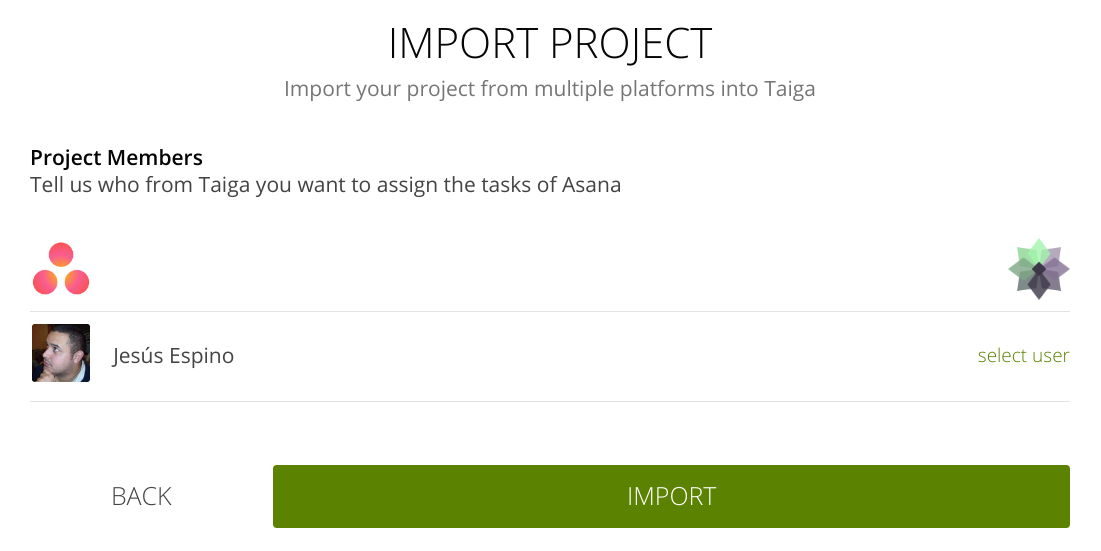 IMPORT PROJECT
Import your project from multiple platforms into Taiga
Project Members
Tell us who from Taiga you want to assign the tasks of Asana
Jesús Espino
select user
BACK
IMPORT